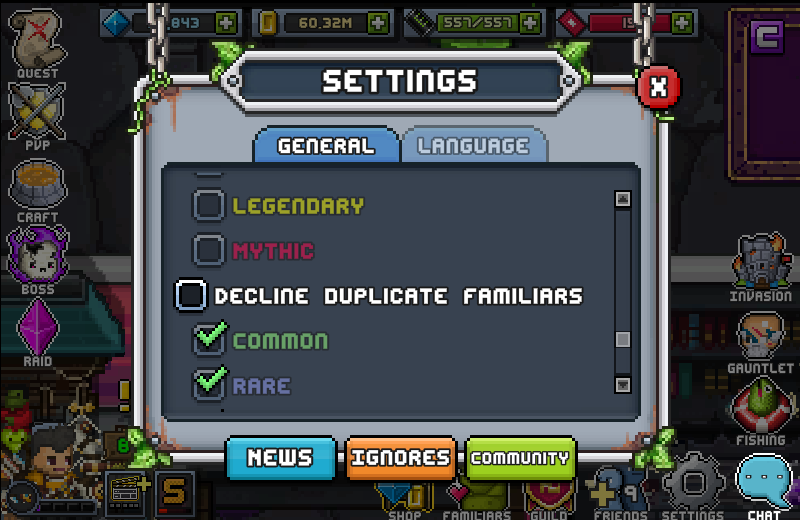 843
60,32M
557/557
SETTINGS
X
C
QUEST
PVP
GENERAL
LANGUAGE
CRAFT
LEGENDARY
MYTHIC
BOSS
DECLINE DUPLICATE FAMILIARS
INVASION
COMMON
RAID
GAUNTLET
RARE
FISHING
NEWS
IGNORES
COMMUNITY
S
9
SHOP
FAMILIARS
GUILD
FRIENDS
SETTINGS
CHAT